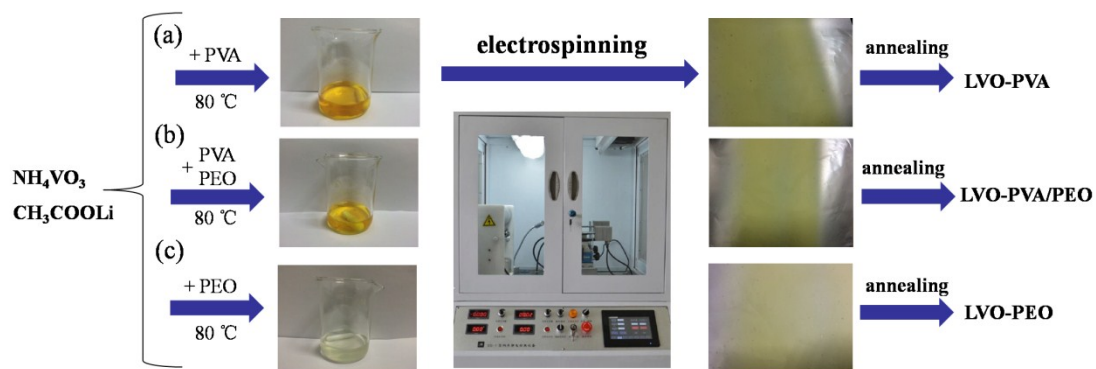 NH₄VO₃
CH₃COOLi
(a)
+ PVA
80 ℃
(b)
+ PVA
PEO
80 ℃
(c)
+ PEO
80 ℃
electrospinning
annealing
LVO-PVA
annealing
LVO-PVA/PEO
annealing
LVO-PEO